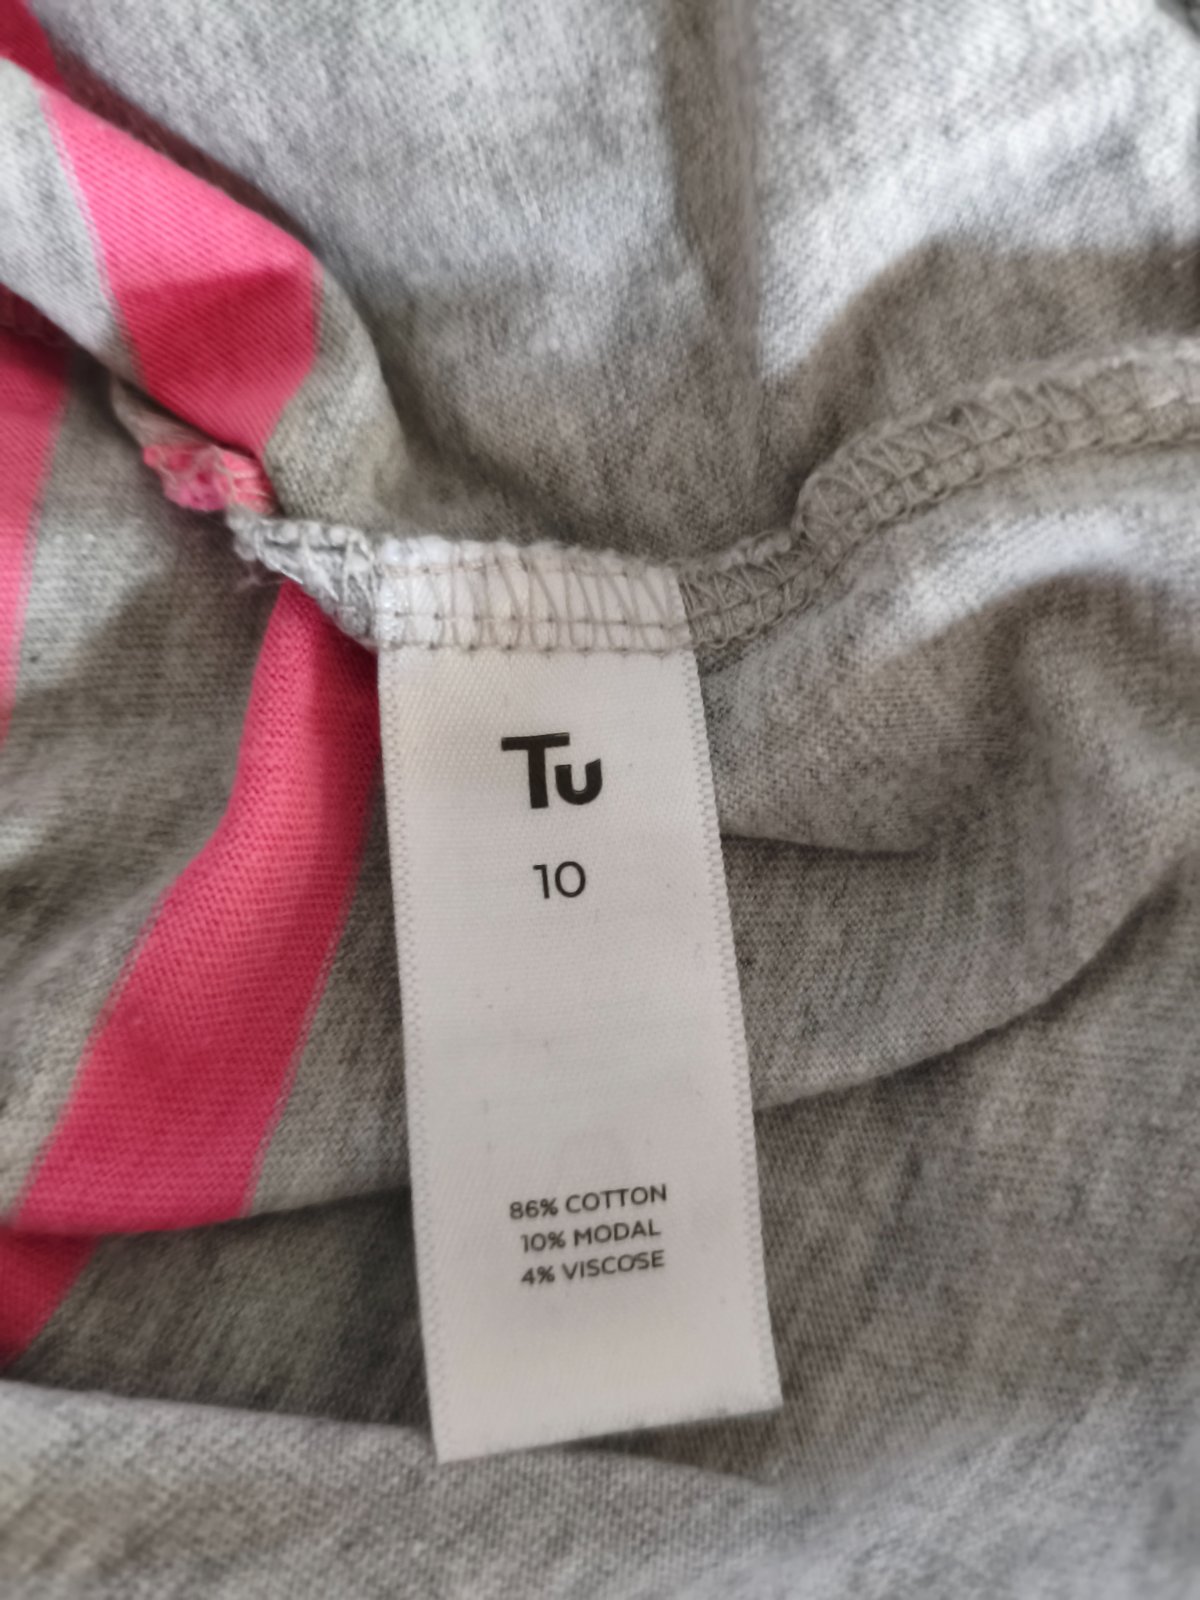 Tu
10
86% COTTON
10% MODAL
4% VISCOSE